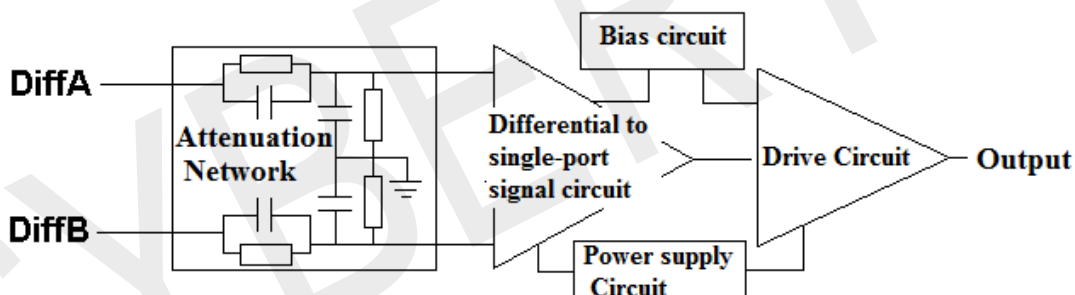 Bias circuit
DiffA
Attenuation
Network
Differential to
single-port
signal circuit
Drive Circuit
Output
DiffB
Power supply
Circuit